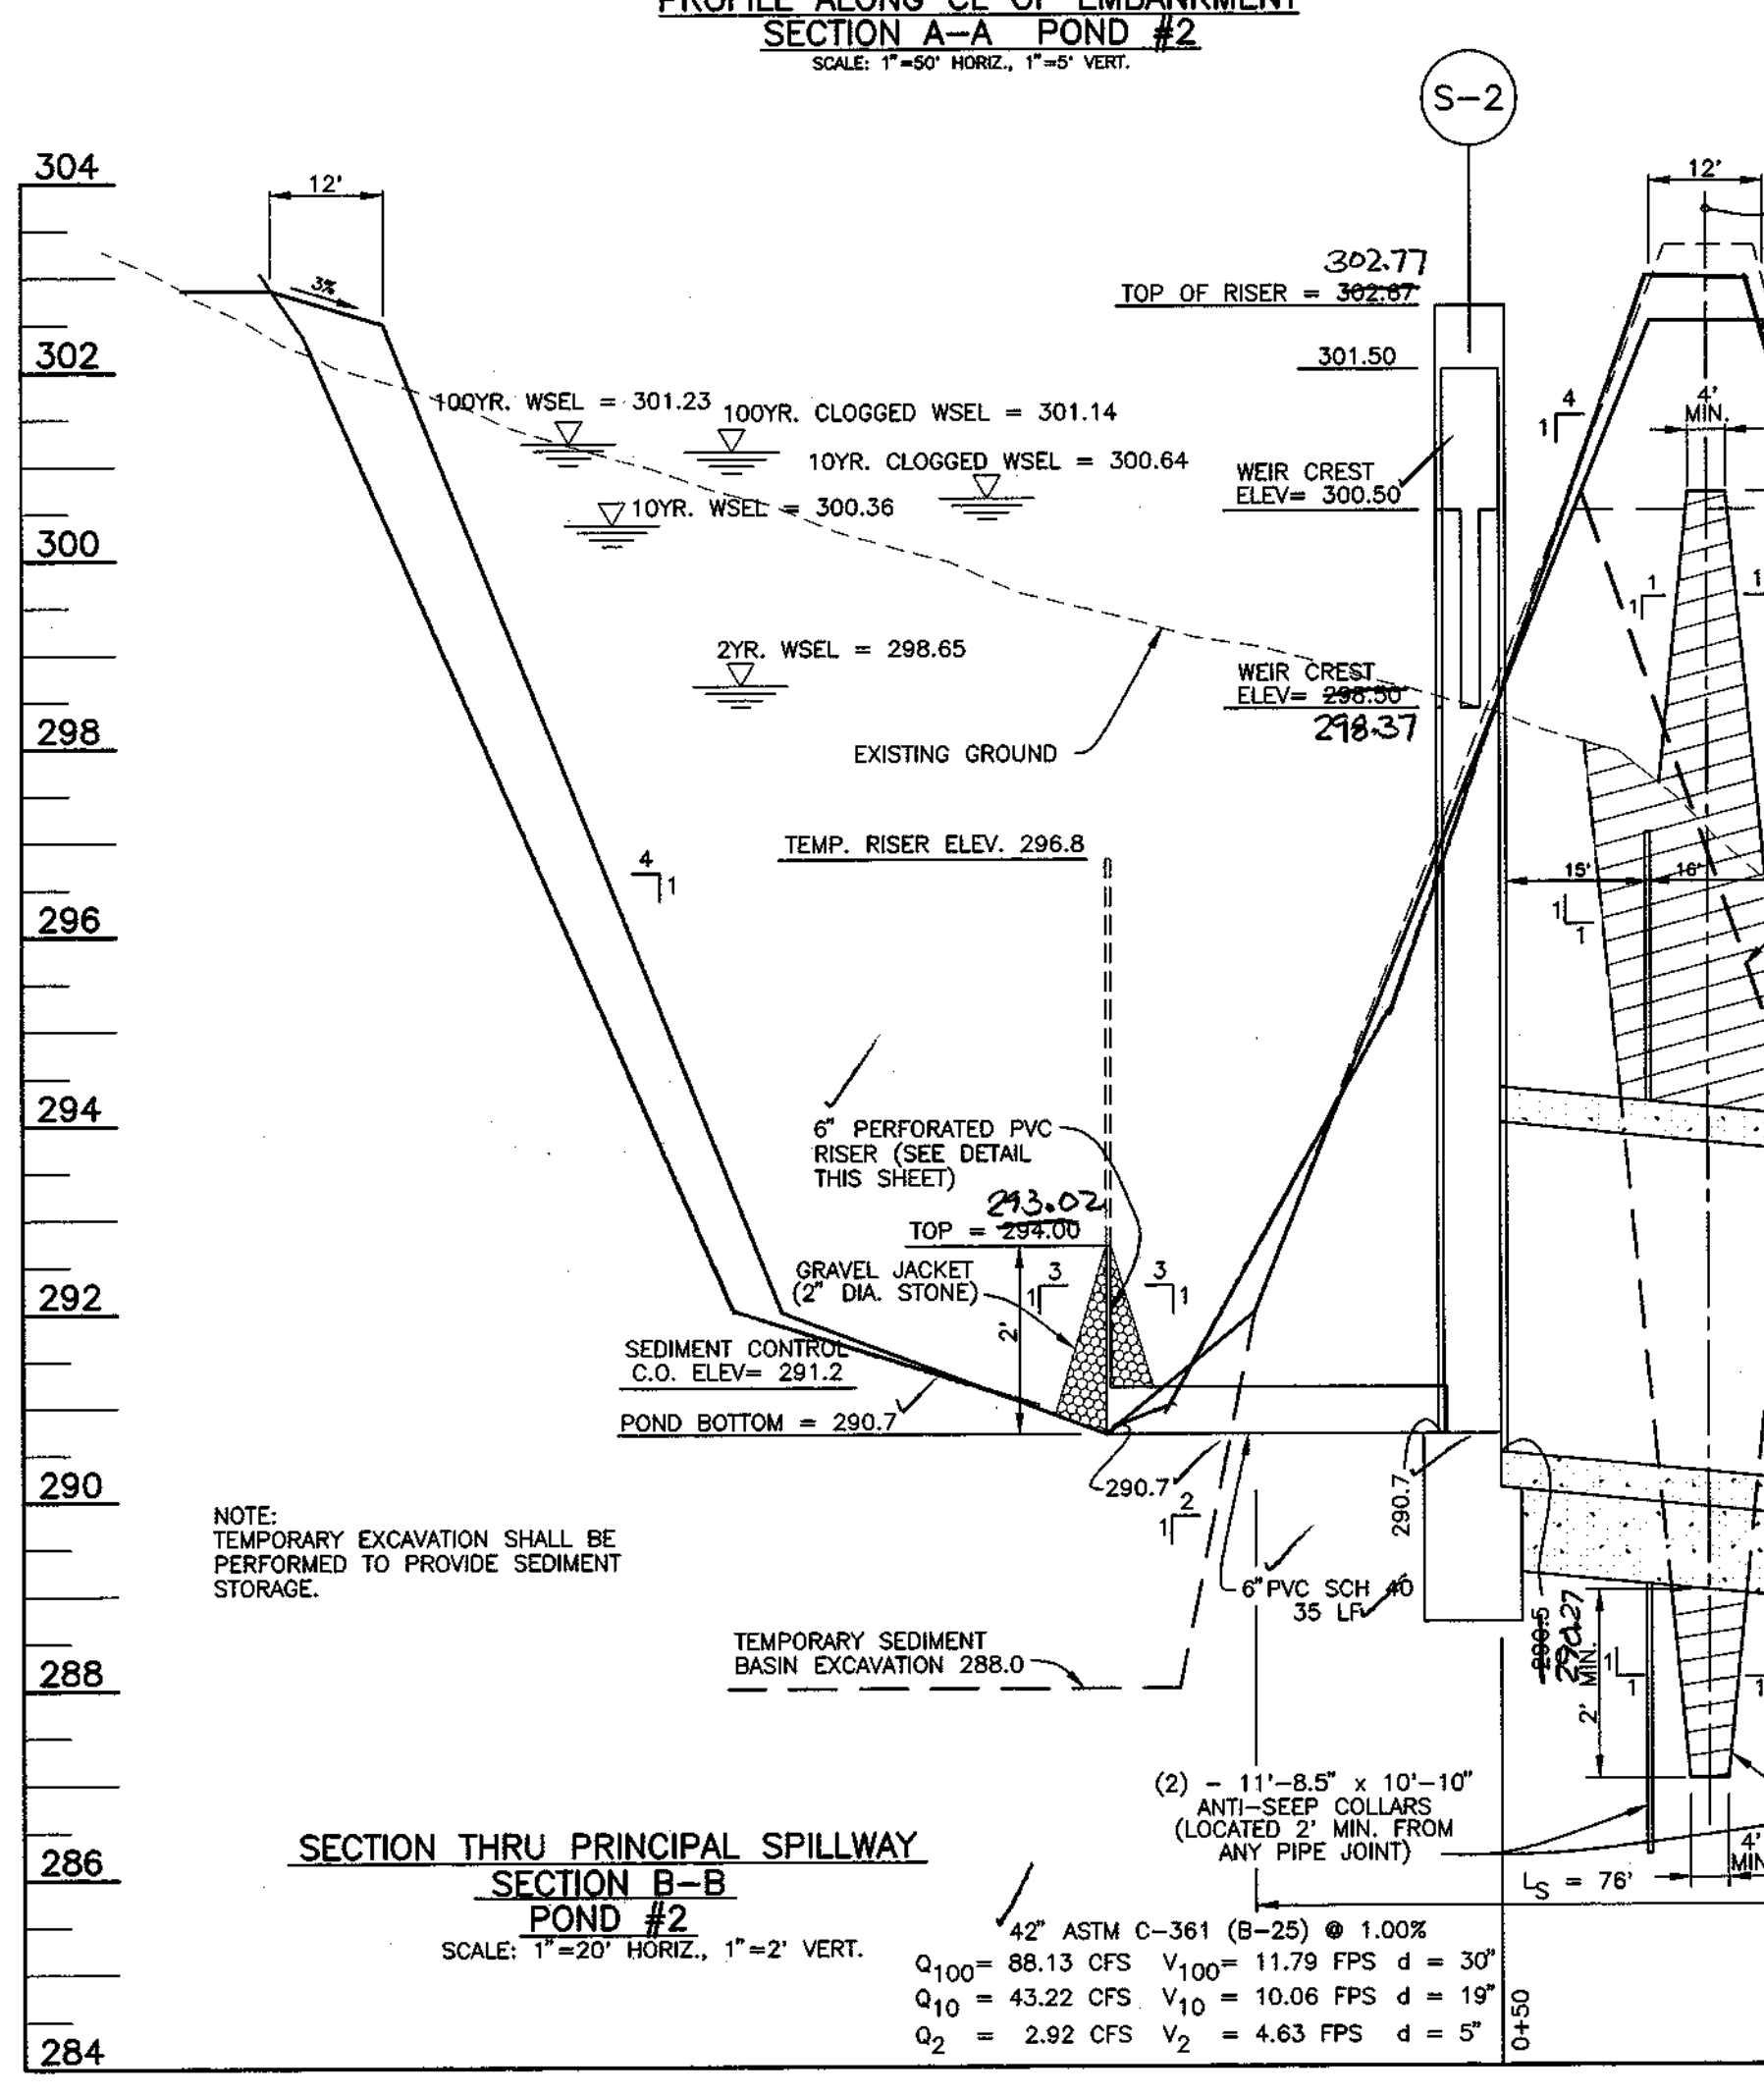 PROFILE ALONG CL OF EMBANKMENT
SECTION A-A POND #2
SCALE: 1"=50' HORIZ., 1"=5' VERT.
S-2
304
12'
12'
3%
302.77
TOP OF RISER = 302.87
302
301.50
100YR. WSEL = 301.23
100YR. CLOGGED WSEL = 301.14
4
1
4'
MIN.
10YR. CLOGGED WSEL = 300.64
WEIR CREST
ELEV= 300.50
10YR. WSEL = 300.36
300
1
1
1
2YR. WSEL = 298.65
WEIR CREST
ELEV= 298.50
298.37
298
EXISTING GROUND
TEMP. RISER ELEV. 296.8
4
1
15'
16'
1
1
296
294
6" PERFORATED PVC
RISER (SEE DETAIL
THIS SHEET)
293.02
TOP = 294.00
GRAVEL JACKET
(2" DIA. STONE)
3
1
3
1
292
2'
SEDIMENT CONTROL
C.O. ELEV= 291.2
POND BOTTOM = 290.7
290.7
290.7
290
2
1
NOTE:
TEMPORARY EXCAVATION SHALL BE
PERFORMED TO PROVIDE SEDIMENT
STORAGE.
6" PVC SCH 40
35 LF
290.5
290.27
2' MIN.
1
1
1
TEMPORARY SEDIMENT
BASIN EXCAVATION 288.0
288
(2) - 11'-8.5" x 10'-10"
ANTI-SEEP COLLARS
(LOCATED 2' MIN. FROM
ANY PIPE JOINT)
SECTION THRU PRINCIPAL SPILLWAY
286
SECTION B-B
POND #2
SCALE: 1"=20' HORIZ., 1"=2' VERT.
4'
MIN
LS = 76'
42" ASTM C-361 (B-25) @ 1.00%
Q100= 88.13 CFS V100= 11.79 FPS d = 30"
Q10 = 43.22 CFS V10 = 10.06 FPS d = 19"
Q2 = 2.92 CFS V2 = 4.63 FPS d = 5"
0+50
284